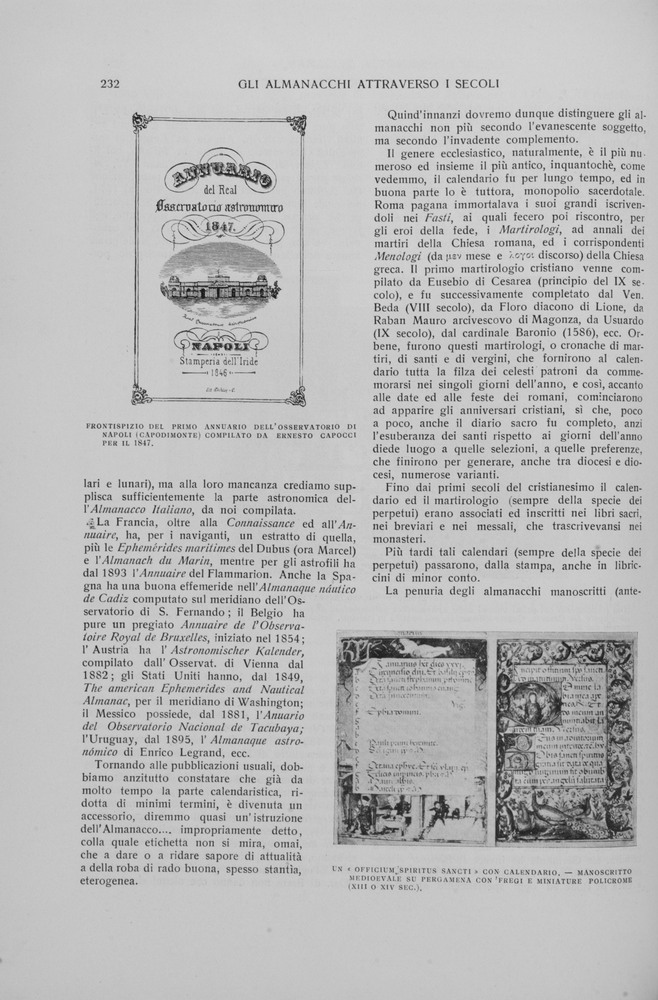 232
GLI ALMANACCHI ATTRAVERSO I SECOLI
ANNUARIO
del Real
Osservatorio astronomico
1847.
NAPOLI
Stamperia dell'Iride
1846
FRONTISPIZIO DEL PRIMO ANNUARIO DELL'OSSERVATORIO DI
NAPOLI (CAPODIMONTE) COMPILATO DA ERNESTO CAPOCCI
PER IL 1847.
lari e lunari), ma alla loro mancanza crediamo sup-
plisca sufficientemente la parte astronomica del-
l'Almanacco Italiano, da noi compilata.
La Francia, oltre alla Connaissance ed all'An-
nuaire, ha, per i naviganti, un estratto di quella,
più le Ephemérides maritimes del Dubus (ora Marcel)
e l'Almanach du Marin, mentre per gli astrofili ha
dal 1893 l'Annuaire del Flammarion. Anche la Spa-
gna ha una buona effemeride nell'Almanaque náutico
de Cadiz computato sul meridiano dell'Os-
servatorio di S. Fernando; il Belgio ha
pure un pregiato Annuaire de l'Observa-
toire Royal de Bruxelles, iniziato nel 1854;
l'Austria ha l'Astronomischer Kalender,
compilato dall'Osservat. di Vienna dal
1882; gli Stati Uniti hanno, dal 1849,
The american Ephemerides and Nautical
Almanac, per il meridiano di Washington;
il Messico possiede, dal 1881, l'Anuario
del Observatorio Nacional de Tacubaya;
l'Uruguay, dal 1895, l'Almanaque astro-
nómico di Enrico Legrand, ecc.
Tornando alle pubblicazioni usuali, dob-
biamo anzitutto constatare che già da
molto tempo la parte calendaristica, ri-
dotta di minimi termini, è divenuta un
accessorio, diremmo quasi un'istruzione
dell'Almanacco.... impropriamente detto,
colla quale etichetta non si mira, omai,
che a dare o a ridare sapore di attualità
a della roba di rado buona, spesso stantìa,
eterogenea.
Quind'innanzi dovremo dunque distinguere gli al-
manacchi non più secondo l'evanescente soggetto,
ma secondo l'invadente complemento.
Il genere ecclesiastico, naturalmente, è il più nu-
meroso ed insieme il più antico, inquantochè, come
vedemmo, il calendario fu per lungo tempo, ed in
buona parte lo è tuttora, monopolio sacerdotale.
Roma pagana immortalava i suoi grandi iscriven-
doli nei Fasti, ai quali fecero poi riscontro, per
gli eroi della fede, i Martirologi, ad annali dei
martiri della Chiesa romana, ed i corrispondenti
Menologi (da μεν mese e λογοι discorso) della Chiesa
greca. Il primo martirologio cristiano venne com-
pilato da Eusebio di Cesarea (principio del IX se-
colo), e fu successivamente completato dal Ven.
Beda (VIII secolo), da Floro diacono di Lione, da
Raban Mauro arcivescovo di Magonza, da Usuardo
(IX secolo), dal cardinale Baronio (1586), ecc. Or-
bene, furono questi martirologi, o cronache di mar-
tiri, di santi e di vergini, che fornirono al calen-
dario tutta la filza dei celesti patroni da comme-
morarsi nei singoli giorni dell'anno, e così, accanto
alle date ed alle feste dei romani, cominciarono
ad apparire gli anniversari cristiani, sì che, poco
a poco, anche il diario sacro fu completo, anzi
l'esuberanza dei santi rispetto ai giorni dell'anno
diede luogo a quelle selezioni, a quelle preferenze,
che finirono per generare, anche tra diocesi e dio-
cesi, numerose varianti.
Fino dai primi secoli del cristianesimo il calen-
dario ed il martirologio (sempre della specie dei
perpetui) erano associati ed inscritti nei libri sacri,
nei breviari e nei messali, che trascrivevansi nei
monasteri.
Più tardi tali calendari (sempre della specie dei
perpetui) passarono, dalla stampa, anche in libric-
cini di minor conto.
La penuria degli almanacchi manoscritti (ante-
UN « OFFICIUM SPIRITUS SANCTI » CON CALENDARIO, — MANOSCRITTO
MEDIOEVALE SU PERGAMENA CON FREGI E MINIATURE POLICROME
(XIII O XIV SEC.).